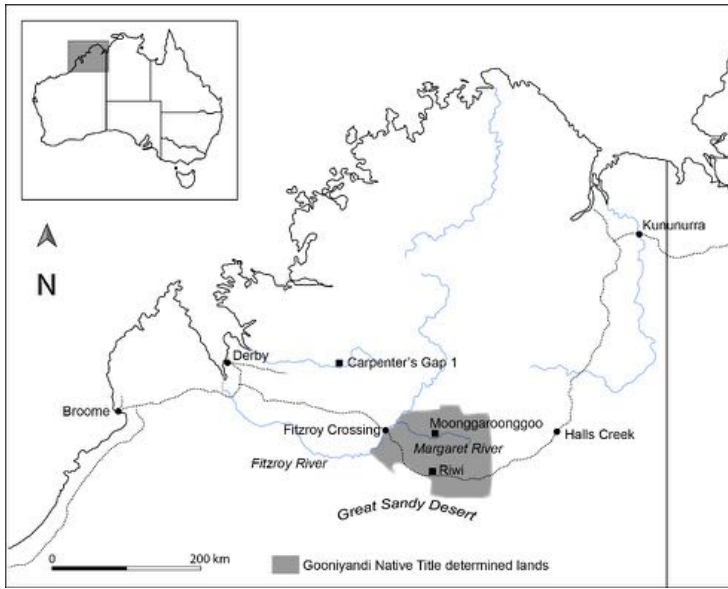 N
Kununurra
Derby
Carpenter's Gap 1
Broome
Fitzroy Crossing
Moonggaroonggoo
Margaret River
Halls Creek
Fitzroy River
Riwi
Great Sandy Desert
0
200 km
Gooniyandi Native Title determined lands